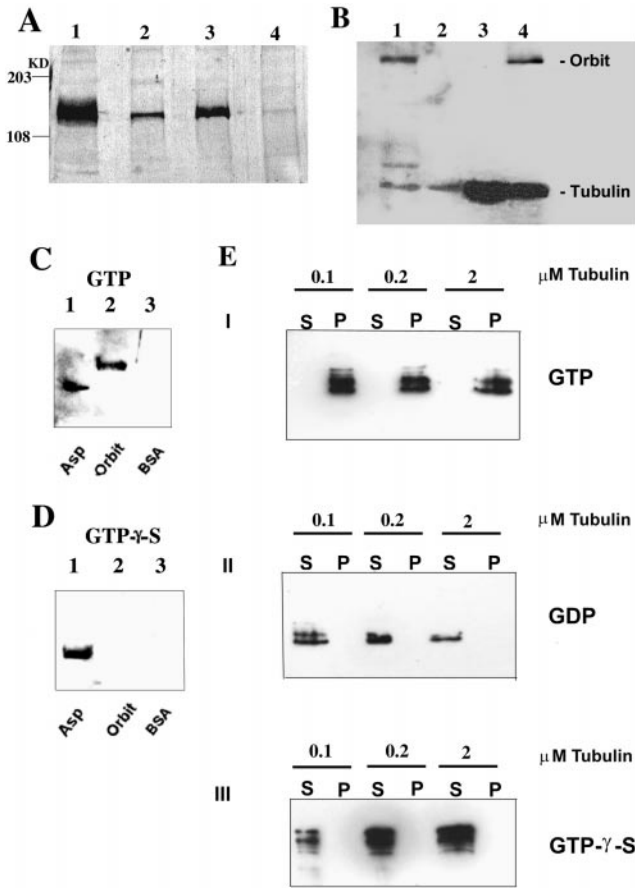 A
1 2 3 4
KD
203
108
B
1 2 3 4
- Orbit
- Tubulin
C
GTP
1 2 3
Asp Orbit BSA
D
GTP-γ-S
1 2 3
Asp Orbit BSA
E
0.1 0.2 2 μM Tubulin
I
S P S P S P
GTP
0.1 0.2 2 μM Tubulin
II
S P S P S P
GDP
0.1 0.2 2 μM Tubulin
III
S P S P S P
GTP-γ-S